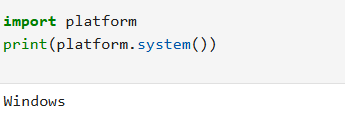 import platform
print(platform.system())
Windows